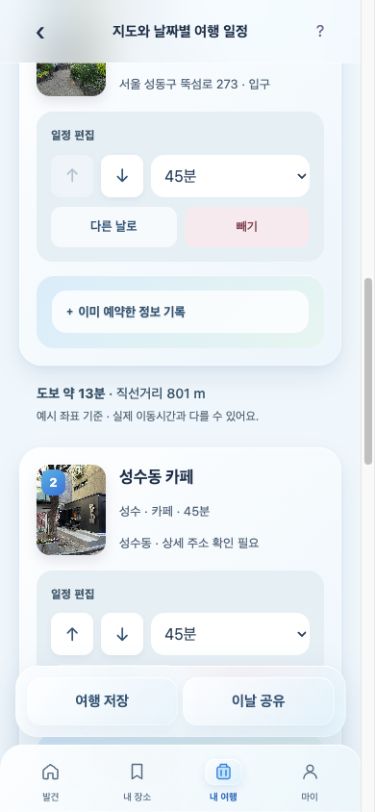 지도와 날짜별 여행 일정 ?
서울 성동구 뚝섬로 273 · 입구
일정 편집
45분
다른 날로 빼기
+ 이미 예약한 정보 기록
도보 약 13분 · 직선거리 801 m
예시 좌표 기준 · 실제 이동시간과 다를 수 있어요.
2
성수동 카페
성수 · 카페 · 45분
성수동 · 상세 주소 확인 필요
일정 편집
45분
여행 저장 이날 공유
발견 내 장소 내 여행 마이